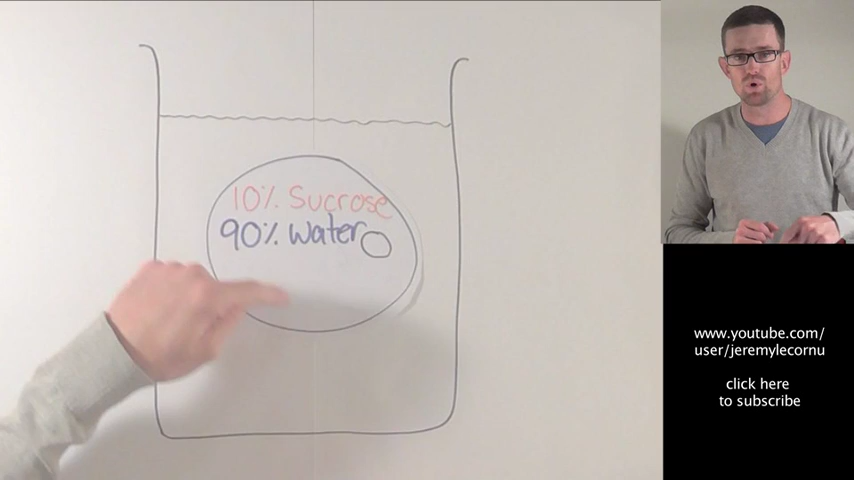 10% Sucrose
90% Water
www.youtube.com/
user/jeremylecornu
click here
to subscribe